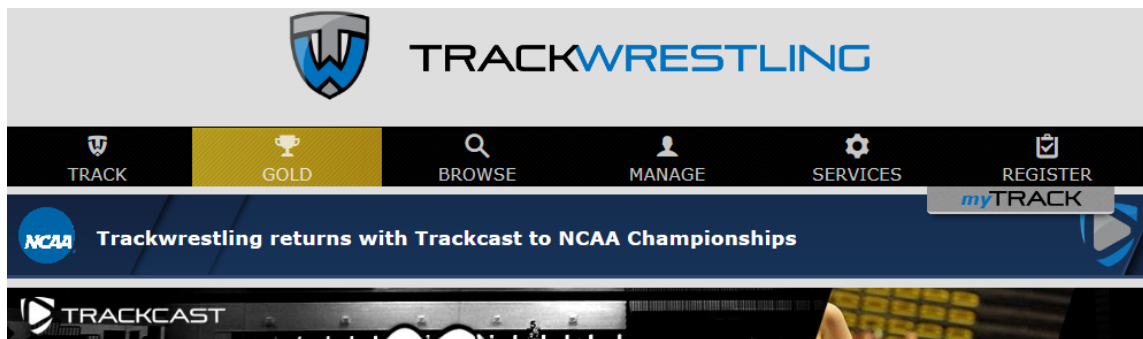 TRACKWRESTLING
TRACK GOLD BROWSE MANAGE SERVICES REGISTER
myTRACK
NCAA Trackwrestling returns with Trackcast to NCAA Championships
TRACKCAST